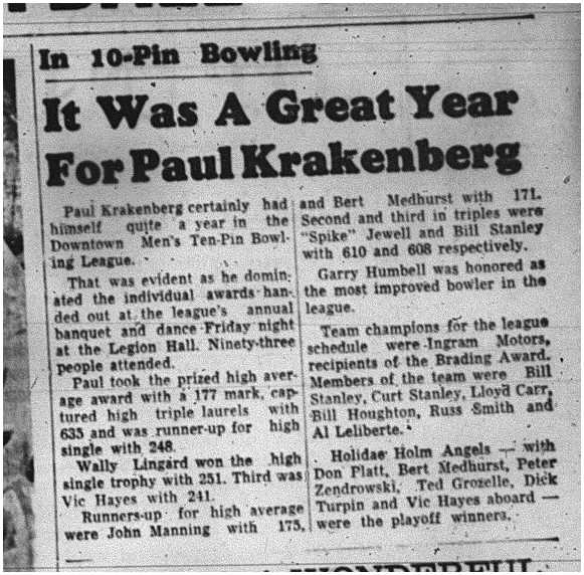 In 10-Pin Bowling
It Was A Great Year
For Paul Krakenberg
Paul Krakenberg certainly had
himself quite a year in the
Downtown Men's Ten-Pin Bowl-
ing League.
That was evident as he domin-
ated the individual awards han-
ded out at the league's annual
banquet and dance Friday night
at the Legion Hall. Ninety-three
people attended.
Paul took the prized high aver-
age award with a 177 mark, cap-
tured high triple laurels with
635 and was runner-up for high
single with 248.
Wally Lingard won the high
single trophy with 251. Third was
Vic Hayes with 241.
Runners-up for high average
were John Manning with 175,
and Bert Medhurst with 171.
Second and third in triples were
"Spike" Jewell and Bill Stanley
with 610 and 608 respectively.
Garry Humbell was honored as
the most improved bowler in the
league.
Team champions for the league
schedule were Ingram Motors,
recipients of the Brading Award.
Members of the team were Bill
Stanley, Curt Stanley, Lloyd Carr,
Bill Houghton, Russ Smith and
Al Leliberte.
Holidae Holm Angels — with
Don Platt, Bert Medhurst, Peter
Zendrowski, Ted Grozelle, Dick
Turpin and Vic Hayes aboard —
were the playoff winners.
WONDERFUL